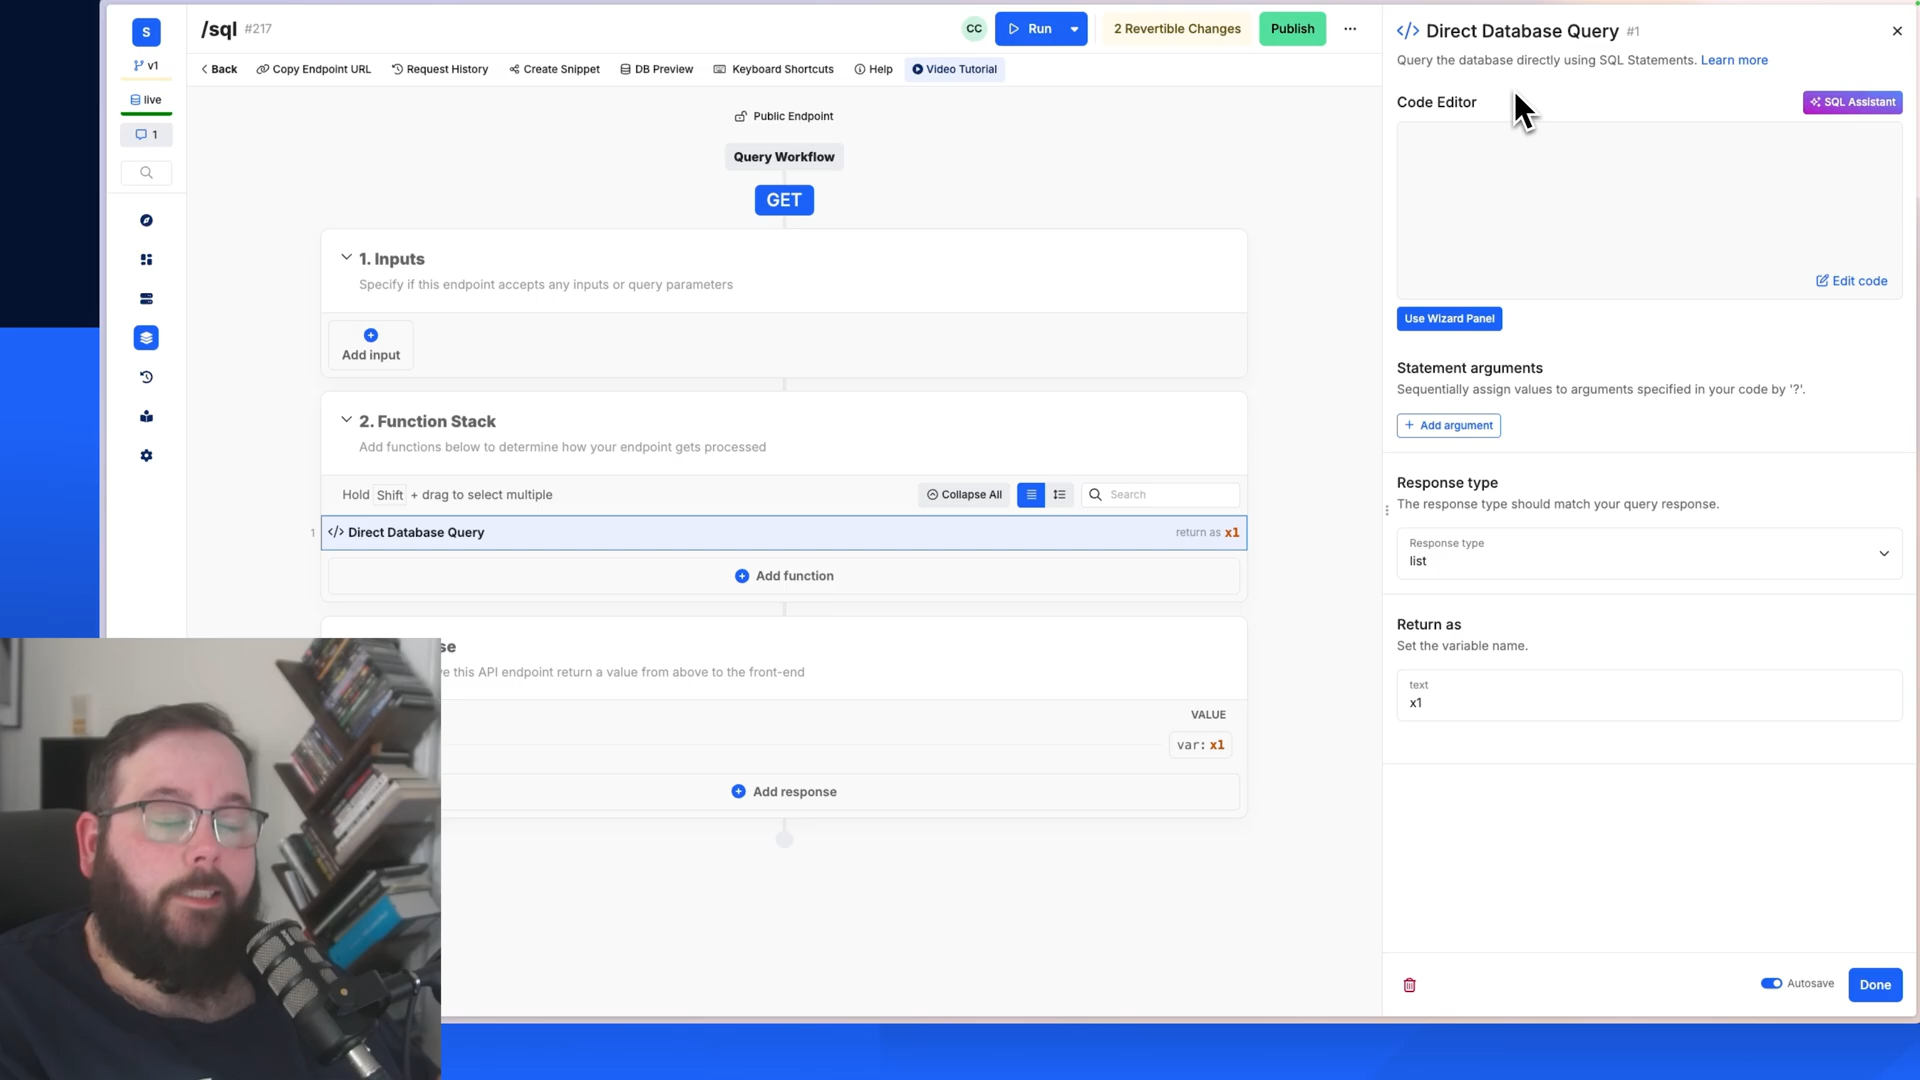 S
v1
live
1
/sql #217
CC
Run
2 Revertible Changes
Publish
Back
Copy Endpoint URL
Request History
Create Snippet
DB Preview
Keyboard Shortcuts
Help
Video Tutorial
Public Endpoint
Query Workflow
GET
1. Inputs
Specify if this endpoint accepts any inputs or query parameters
Add input
2. Function Stack
Add functions below to determine how your endpoint gets processed
Hold Shift + drag to select multiple
Collapse All
Search
1
</> Direct Database Query
return as x1
Add function
se
ve this API endpoint return a value from above to the front-end
VALUE
var: x1
Add response
</> Direct Database Query #1
Query the database directly using SQL Statements. Learn more
Code Editor
SQL Assistant
Edit code
Use Wizard Panel
Statement arguments
Sequentially assign values to arguments specified in your code by '?'.
+ Add argument
Response type
The response type should match your query response.
Response type
list
Return as
Set the variable name.
text
x1
Autosave
Done